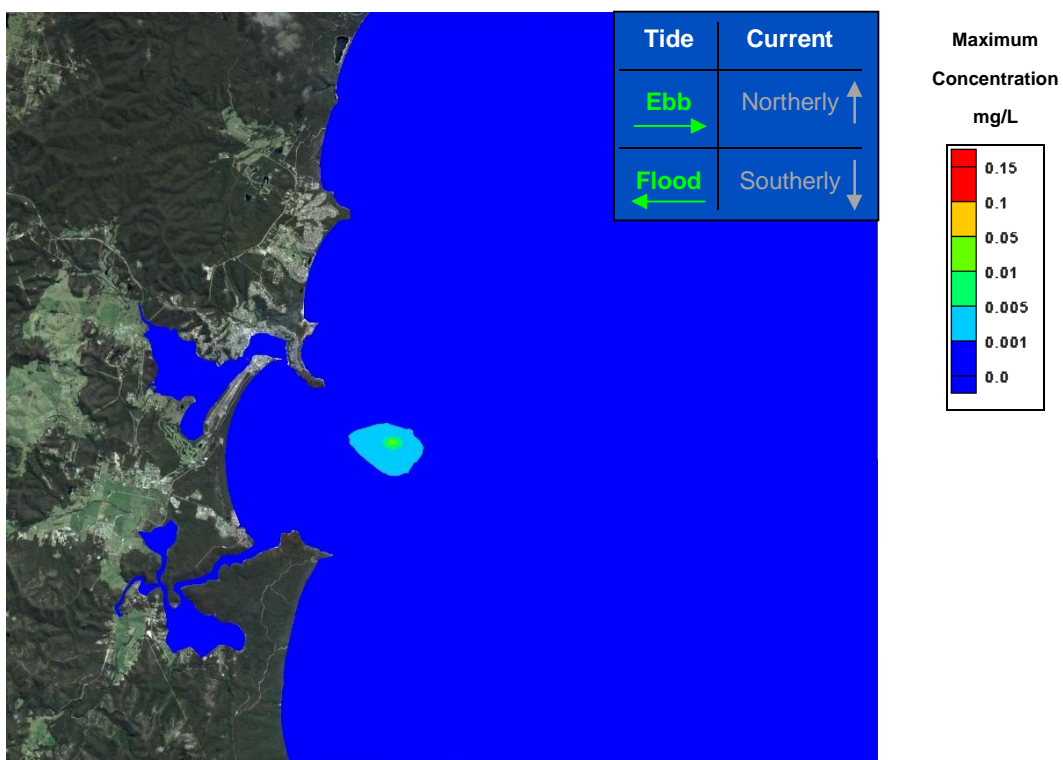 Tide Current
Ebb Northerly
Flood Southerly
Maximum
Concentration
mg/L
0.15
0.1
0.05
0.01
0.005
0.001
0.0